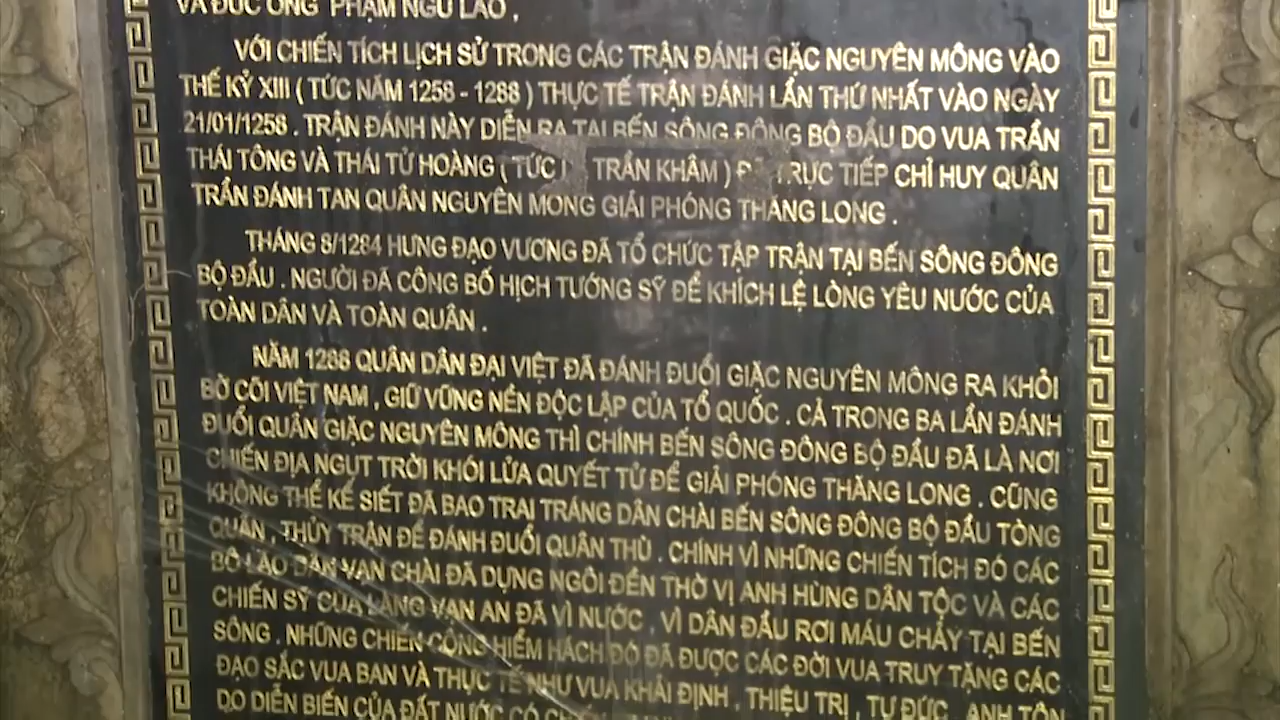 VÀ ĐỨC ÔNG PHẠM NGŨ LÃO .
VỚI CHIẾN TÍCH LỊCH SỬ TRONG CÁC TRẬN ĐÁNH GIẶC NGUYÊN MÔNG VÀO
THẾ KỶ XIII ( TỨC NĂM 1258 - 1288 ) THỰC TẾ TRẬN ĐÁNH LẦN THỨ NHẤT VÀO NGÀY
21/01/1258 . TRẬN ĐÁNH NÀY DIỄN RA TẠI BẾN SÔNG ĐÔNG BỘ ĐẦU DO VUA TRẦN
THÁI TÔNG VÀ THÁI TỬ HOÀNG ( TỨC TRẦN KHÂM ) TRỰC TIẾP CHỈ HUY QUÂN
TRẦN ĐÁNH TAN QUÂN NGUYÊN MONG GIẢI PHÓNG THĂNG LONG .
THÁNG 8/1284 HƯNG ĐẠO VƯƠNG ĐÃ TỔ CHỨC TẬP TRẬN TẠI BẾN SÔNG ĐÔNG
BỘ ĐẦU . NGƯỜI ĐÃ CÔNG BỐ HỊCH TƯỚNG SỸ ĐỂ KHÍCH LỆ LÒNG YÊU NƯỚC CỦA
TOÀN DÂN VÀ TOÀN QUÂN .
NĂM 1288 QUÂN DÂN ĐẠI VIỆT ĐÃ ĐÁNH ĐUỔI GIẶC NGUYÊN MÔNG RA KHỎI
BỜ CÕI VIỆT NAM , GIỮ VỮNG NỀN ĐỘC LẬP CỦA TỔ QUỐC . CẢ TRONG BA LẦN ĐÁNH
ĐUỔI QUÂN GIẶC NGUYÊN MÔNG THÌ CHÍNH BẾN SÔNG ĐÔNG BỘ ĐẦU ĐÃ LÀ NƠI
CHIẾN ĐỊA NGỤT TRỜI KHÓI LỬA QUYẾT TỬ ĐỂ GIẢI PHÓNG THĂNG LONG . CŨNG
KHÔNG THỂ KỂ SIẾT ĐÃ BAO TRAI TRÁNG DÂN CHÀI BẾN SÔNG ĐÔNG BỘ ĐẦU TÒNG
QUÂN , THỦY TRẬN ĐỂ ĐÁNH ĐUỔI QUÂN THÙ . CHÍNH VÌ NHỮNG CHIẾN TÍCH ĐÓ CÁC
BÔ LÃO DÂN VẠN CHÀI ĐÃ DỰNG NGÔI ĐỀN THỜ VỊ ANH HÙNG DÂN TỘC VÀ CÁC
CHIẾN SỸ CỦA LÀNG VẠN AN ĐÃ VÌ NƯỚC , VÌ DÂN ĐẦU RƠI MÁU CHẢY TẠI BẾN
SÔNG . NHỮNG CHIẾN CÔNG HIỂM HÁCH ĐÓ ĐÃ ĐƯỢC CÁC ĐỜI VUA TRUY TẶNG CÁC
ĐẠO SẮC VUA BAN VÀ THỰC TẾ NHƯ VUA KHẢI ĐỊNH , THIỆU TRỊ , TỰ ĐỨC , ANH TÔN
DO DIỄN BIẾN CỦA ĐẤT NƯỚC CÓ